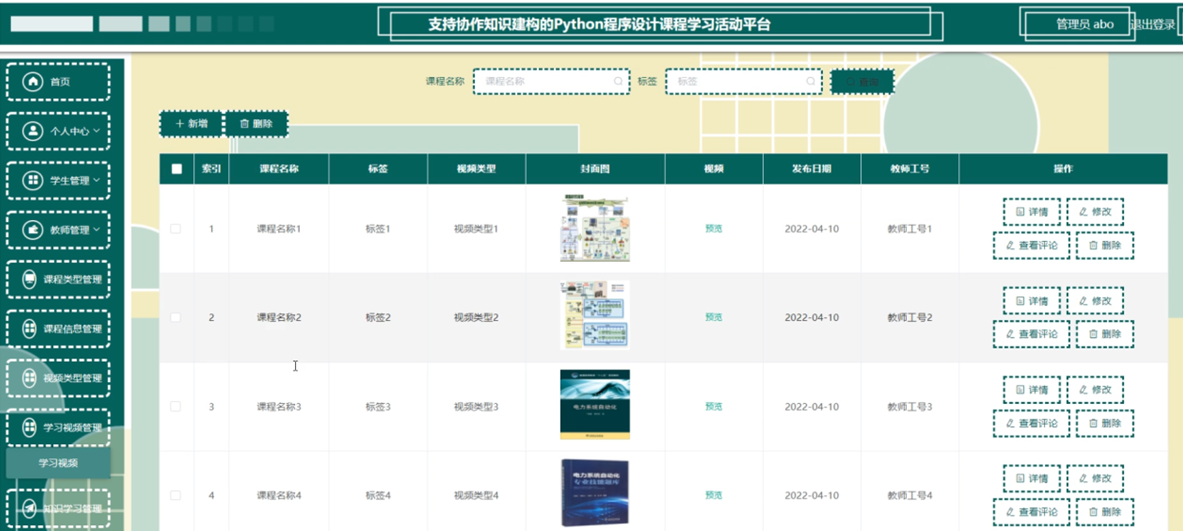 支持协作知识建构的Python程序设计课程学习活动平台
管理员 abo
退出登录
首页
个人中心
学生管理
教师管理
课程类型管理
课程信息管理
视频类型管理
学习视频管理
学习视频
知识学习管理
课程名称 课程名称 标签 标签
新增 删除
索引 课程名称 标签 视频类型 封面图 视频 发布日期 教师工号 操作
1 课程名称1 标签1 视频类型1 预览 2022-04-10 教师工号1 详情 修改
查看评论 删除
2 课程名称2 标签2 视频类型2 预览 2022-04-10 教师工号2 详情 修改
查看评论 删除
3 课程名称3 标签3 视频类型3 电力系统自动化 预览 2022-04-10 教师工号3 详情 修改
查看评论 删除
电力系统自动化
4 课程名称4 标签4 视频类型4 预览 2022-04-10 教师工号4 详情 修改
查看评论 删除